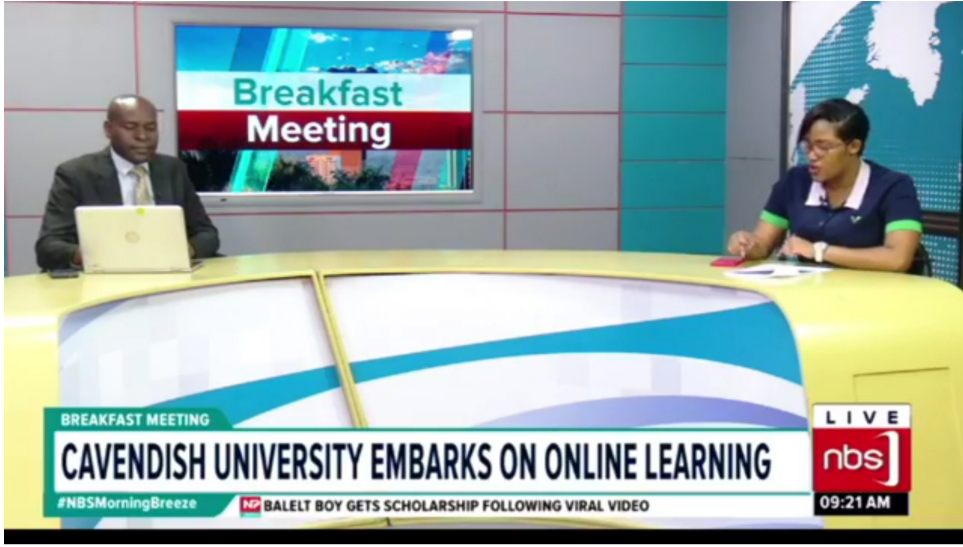 Breakfast
Meeting
BREAKFAST MEETING
CAVENDISH UNIVERSITY EMBARKS ON ONLINE LEARNING
#NBSMorningBreeze
BALELT BOY GETS SCHOLARSHIP FOLLOWING VIRAL VIDEO
LIVE
nbs
09:21 AM